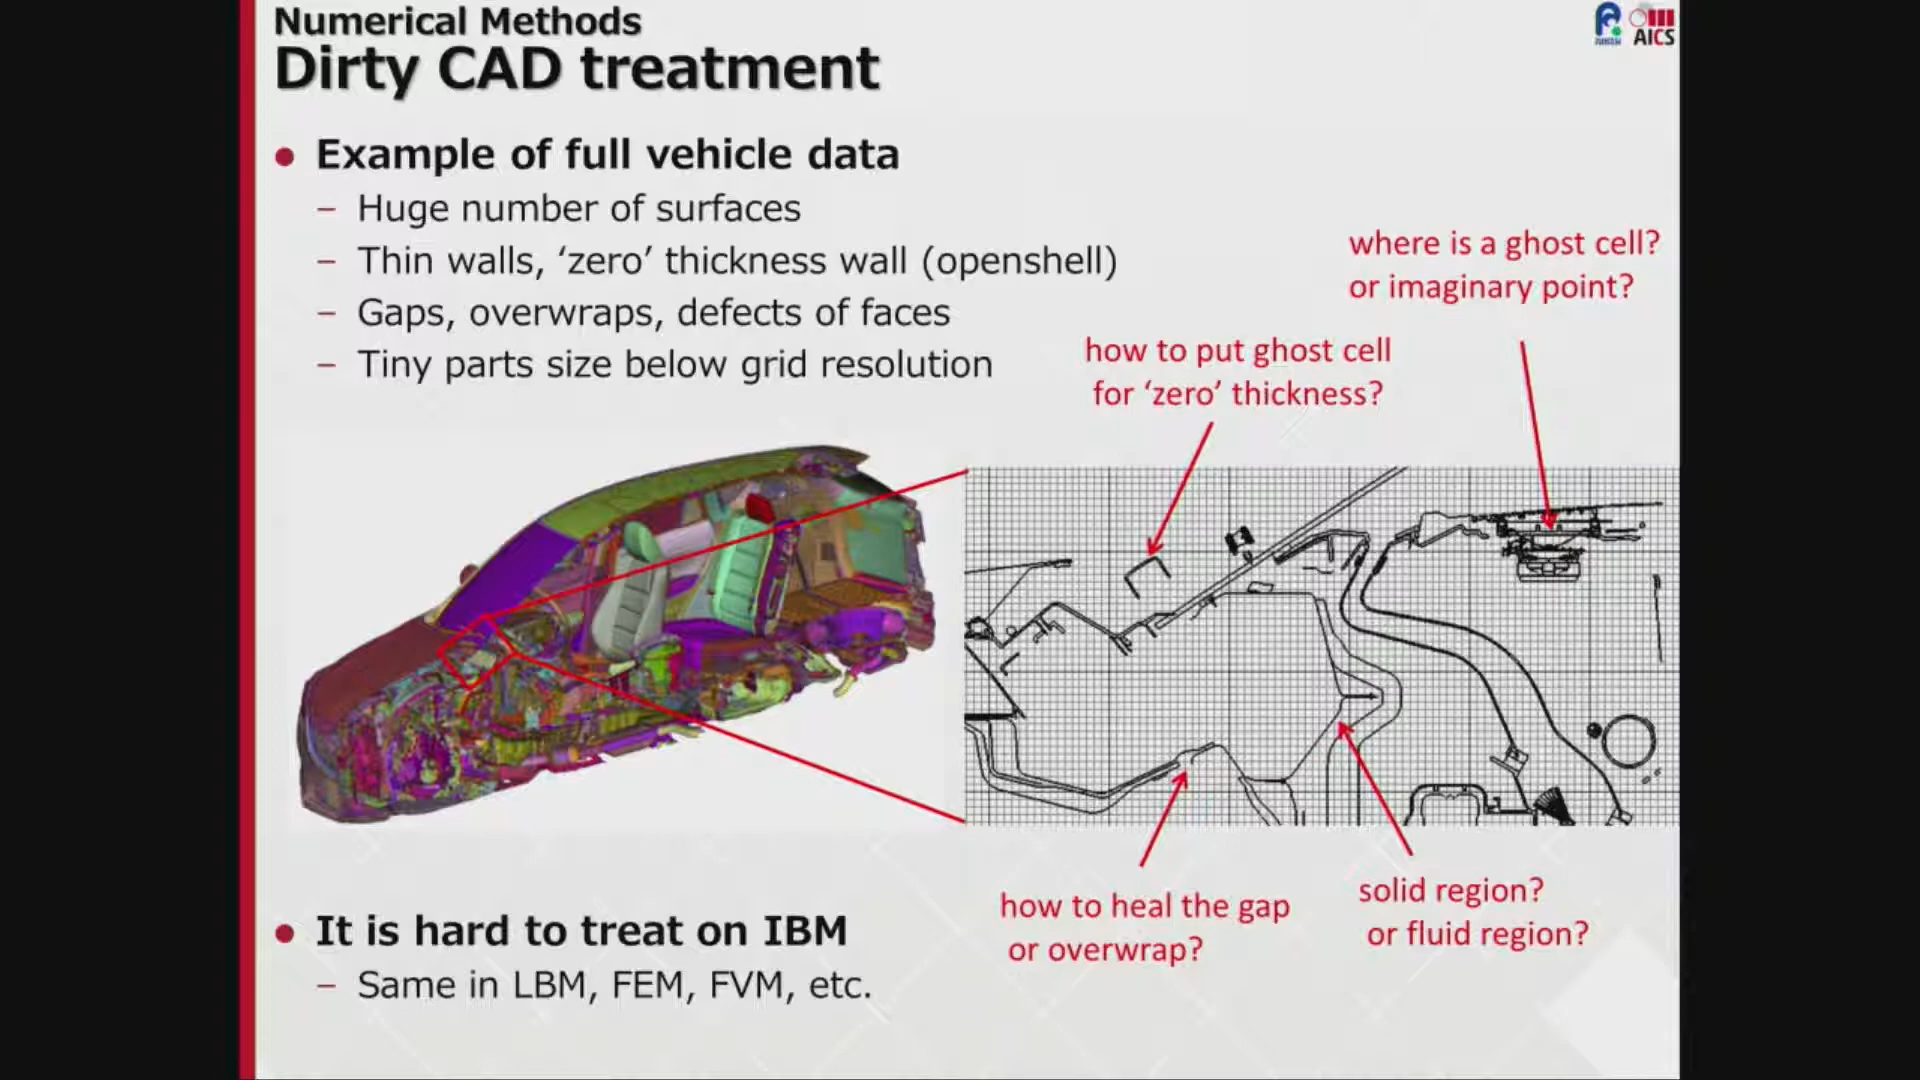 Numerical Methods
Dirty CAD treatment
AICS
Example of full vehicle data
– Huge number of surfaces
– Thin walls, ‘zero’ thickness wall (openshell)
– Gaps, overwraps, defects of faces
– Tiny parts size below grid resolution
where is a ghost cell?
or imaginary point?
how to put ghost cell
for ‘zero’ thickness?
how to heal the gap
or overwrap?
solid region?
or fluid region?
It is hard to treat on IBM
– Same in LBM, FEM, FVM, etc.